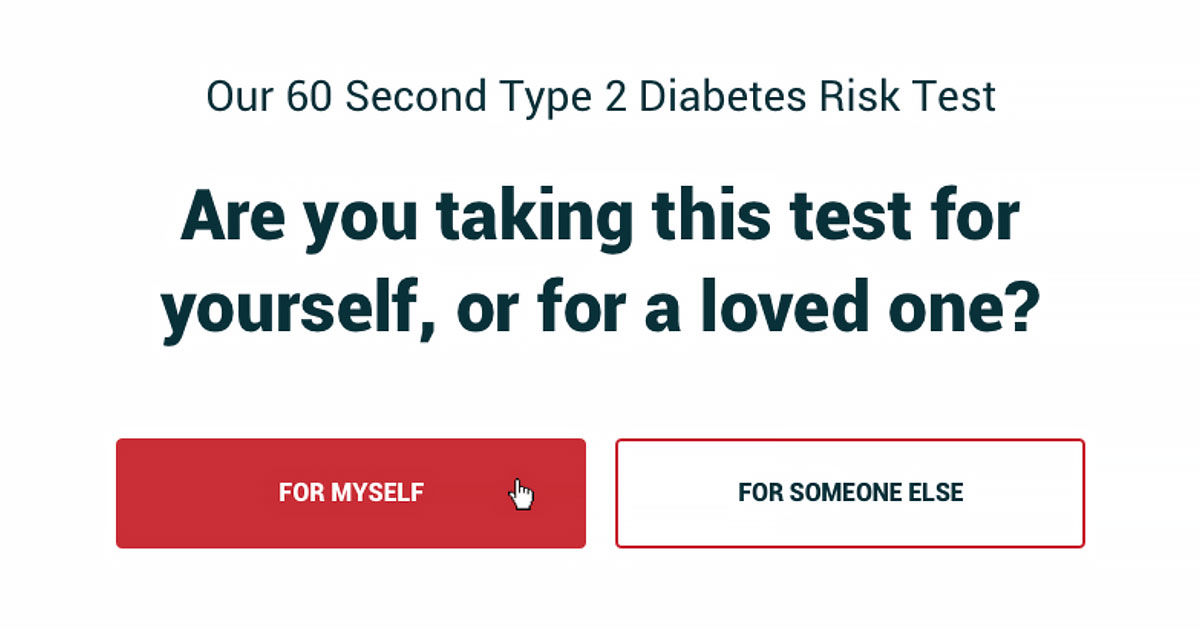 Our 60 Second Type 2 Diabetes Risk Test
Are you taking this test for
yourself, or for a loved one?
FOR MYSELF
FOR SOMEONE ELSE